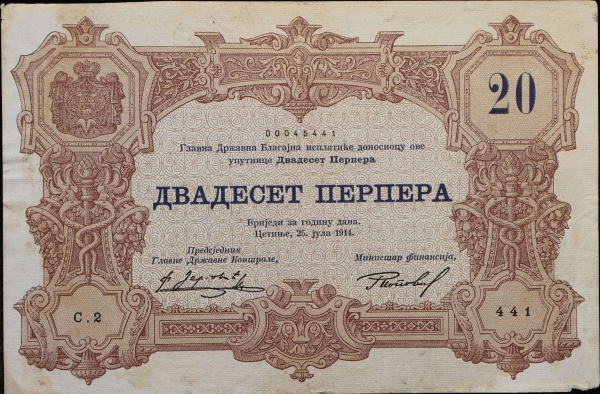 20
00045441
Главна Државна Благајна исплатиће доносиоцу ове
упутнице Двадесет Перпера
ДВАДЕСЕТ ПЕРПЕРА
Вриједи за годину дана.
Цетиње, 25. јула 1914.
Предсједник
Главне Државне Контроле,
Министар финансија,
С. 2
441